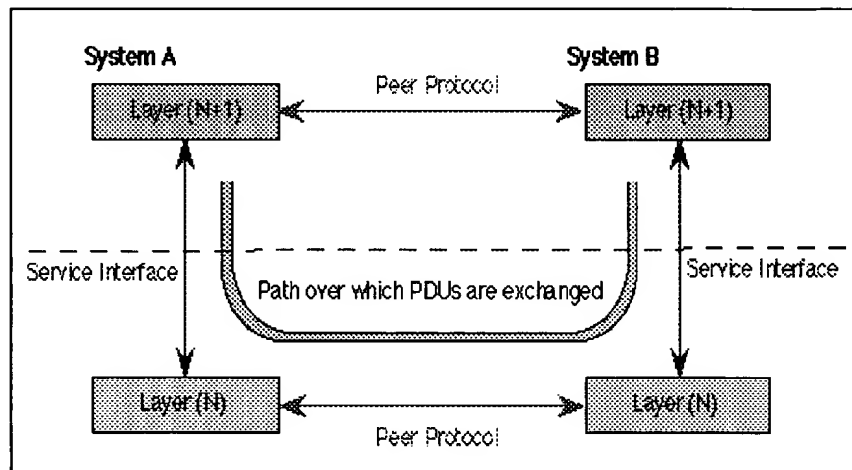 System A
System B
Peer Protocol
Layer (N+1)
Layer (N+1)
Service Interface
Service Interface
Path over which PDUs are exchanged
Layer (N)
Layer (N)
Peer Protocol